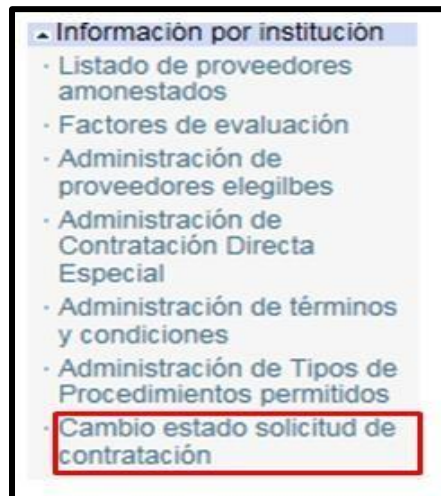 Información por institución
Listado de proveedores
amonestados
Factores de evaluación
Administración de
proveedores elegilbes
Administración de
Contratación Directa
Especial
Administración de términos
y condiciones
Administración de Tipos de
Procedimientos permitidos
Cambio estado solicitud de
contratación